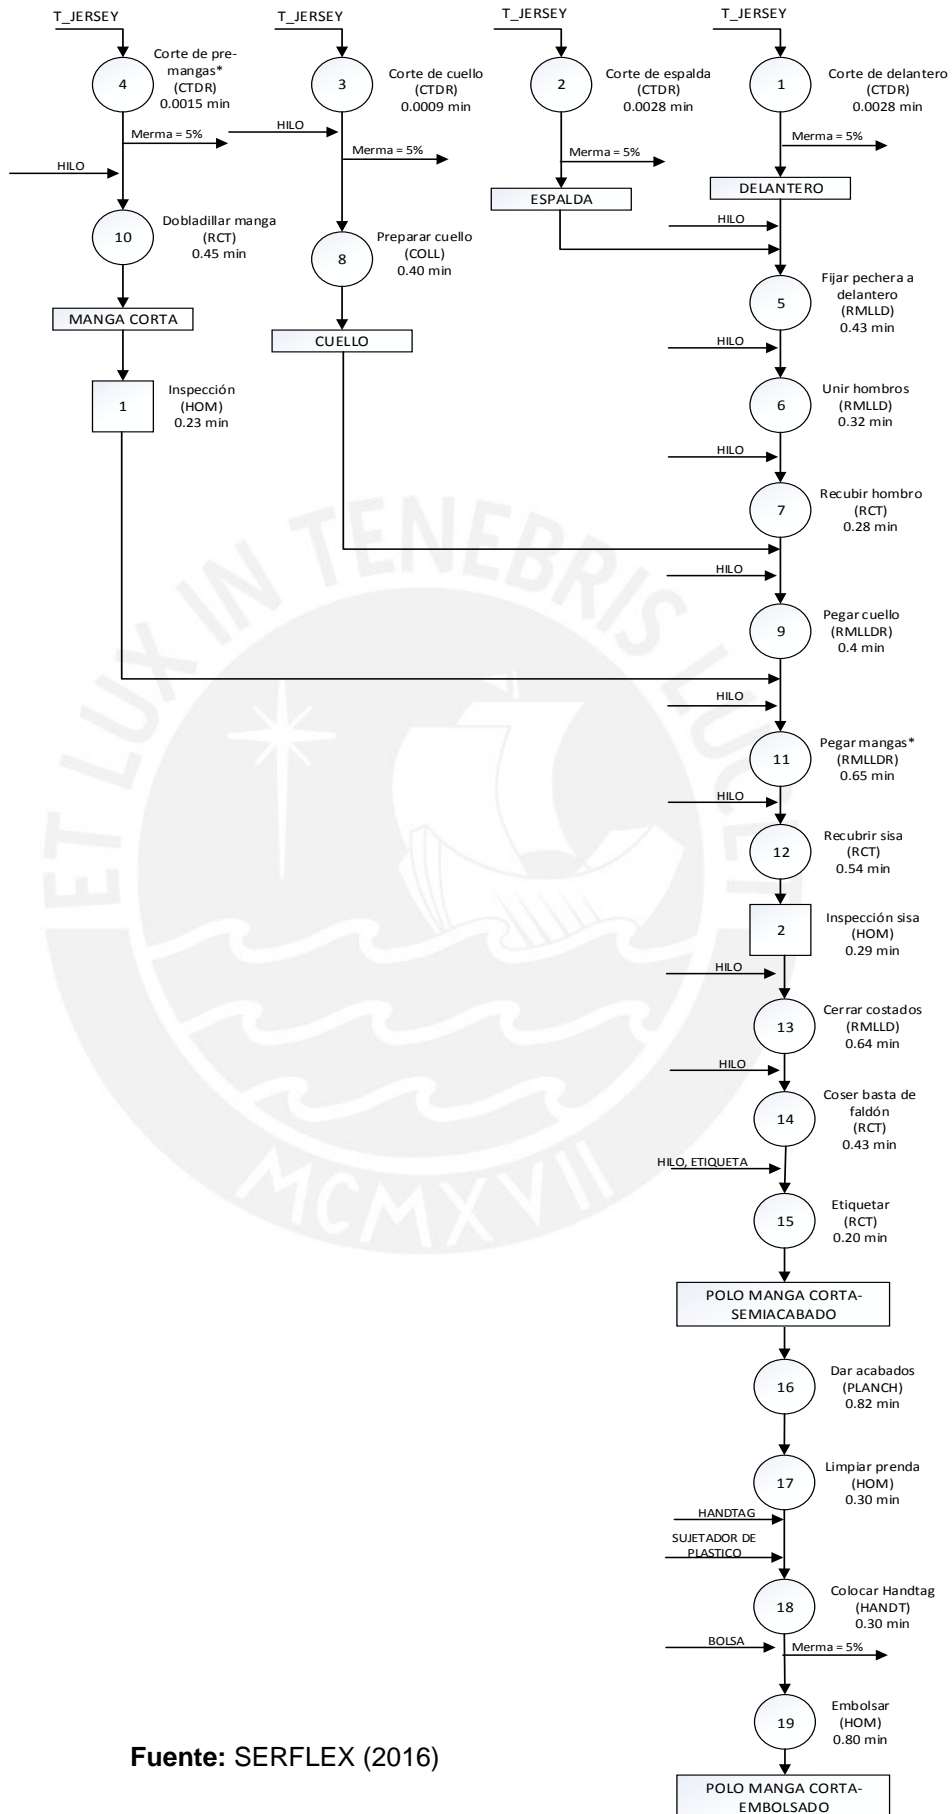 T_JERSEY
T_JERSEY
T_JERSEY
T_JERSEY
4
Corte de pre-
mangas*
(CTDR)
0.0015 min
3
Corte de cuello
(CTDR)
0.0009 min
2
Corte de espalda
(CTDR)
0.0028 min
1
Corte de delantero
(CTDR)
0.0028 min
Merma = 5%
HILO
Merma = 5%
Merma = 5%
Merma = 5%
HILO
ESPALDA
DELANTERO
HILO
10
Dobladillar manga
(RCT)
0.45 min
8
Preparar cuello
(COLL)
0.40 min
5
Fijar pechera a
delantero
(RMLLD)
0.43 min
MANGA CORTA
CUELLO
HILO
1
Inspección
(HOM)
0.23 min
6
Unir hombros
(RMLLD)
0.32 min
HILO
7
Recubir hombro
(RCT)
0.28 min
HILO
9
Pegar cuello
(RMLLDR)
0.4 min
HILO
11
Pegar mangas*
(RMLLDR)
0.65 min
HILO
12
Recubrir sisa
(RCT)
0.54 min
2
Inspección sisa
(HOM)
0.29 min
HILO
13
Cerrar costados
(RMLLD)
0.64 min
HILO
14
Coser basta de
faldón
(RCT)
0.43 min
HILO, ETIQUETA
15
Etiquetar
(RCT)
0.20 min
POLO MANGA CORTA-
SEMIACABADO
16
Dar acabados
(PLANCH)
0.82 min
17
Limpiar prenda
(HOM)
0.30 min
HANDTAG
SUJETADOR DE
PLASTICO
18
Colocar Handtag
(HANDT)
0.30 min
BOLSA
Merma = 5%
19
Embolsar
(HOM)
0.80 min
POLO MANGA CORTA-
EMBOLSADO
Fuente: SERFLEX (2016)
ET LUX IN TENEBRIS LUCET
MCMXVII